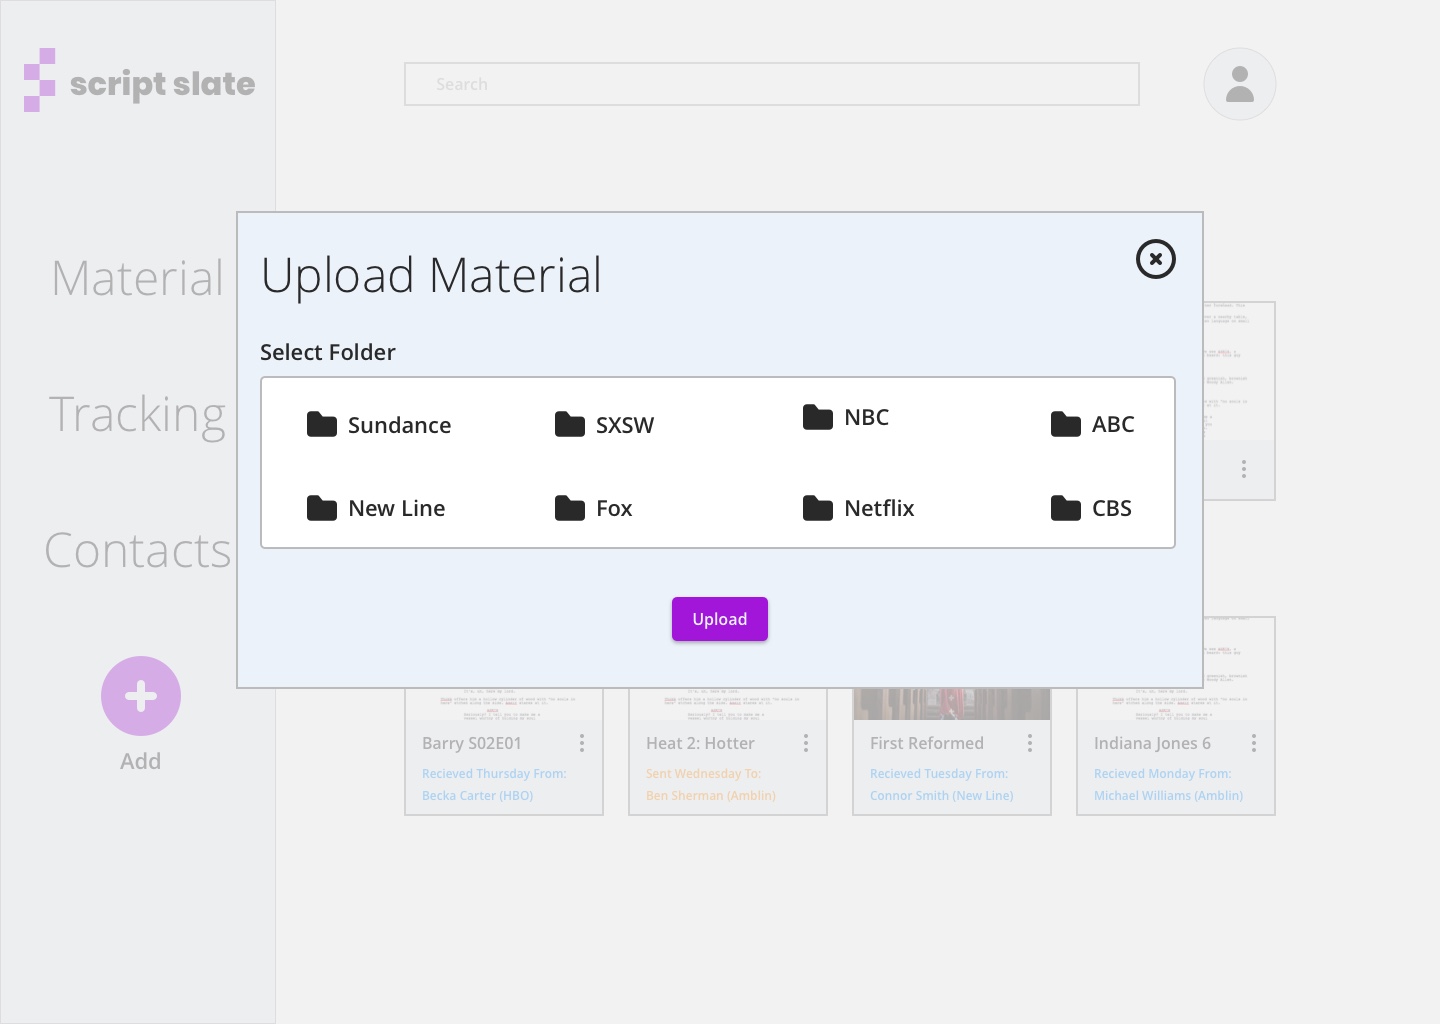 script slate
Search
Material
Tracking
Contacts
Add
Upload Material
Select Folder
Sundance
SXSW
NBC
ABC
New Line
Fox
Netflix
CBS
Upload
Barry S02E01
Recieved Thursday From:
Becka Carter (HBO)
Heat 2: Hotter
Sent Wednesday To:
Ben Sherman (Amblin)
First Reformed
Recieved Tuesday From:
Connor Smith (New Line)
Indiana Jones 6
Recieved Monday From:
Michael Williams (Amblin)